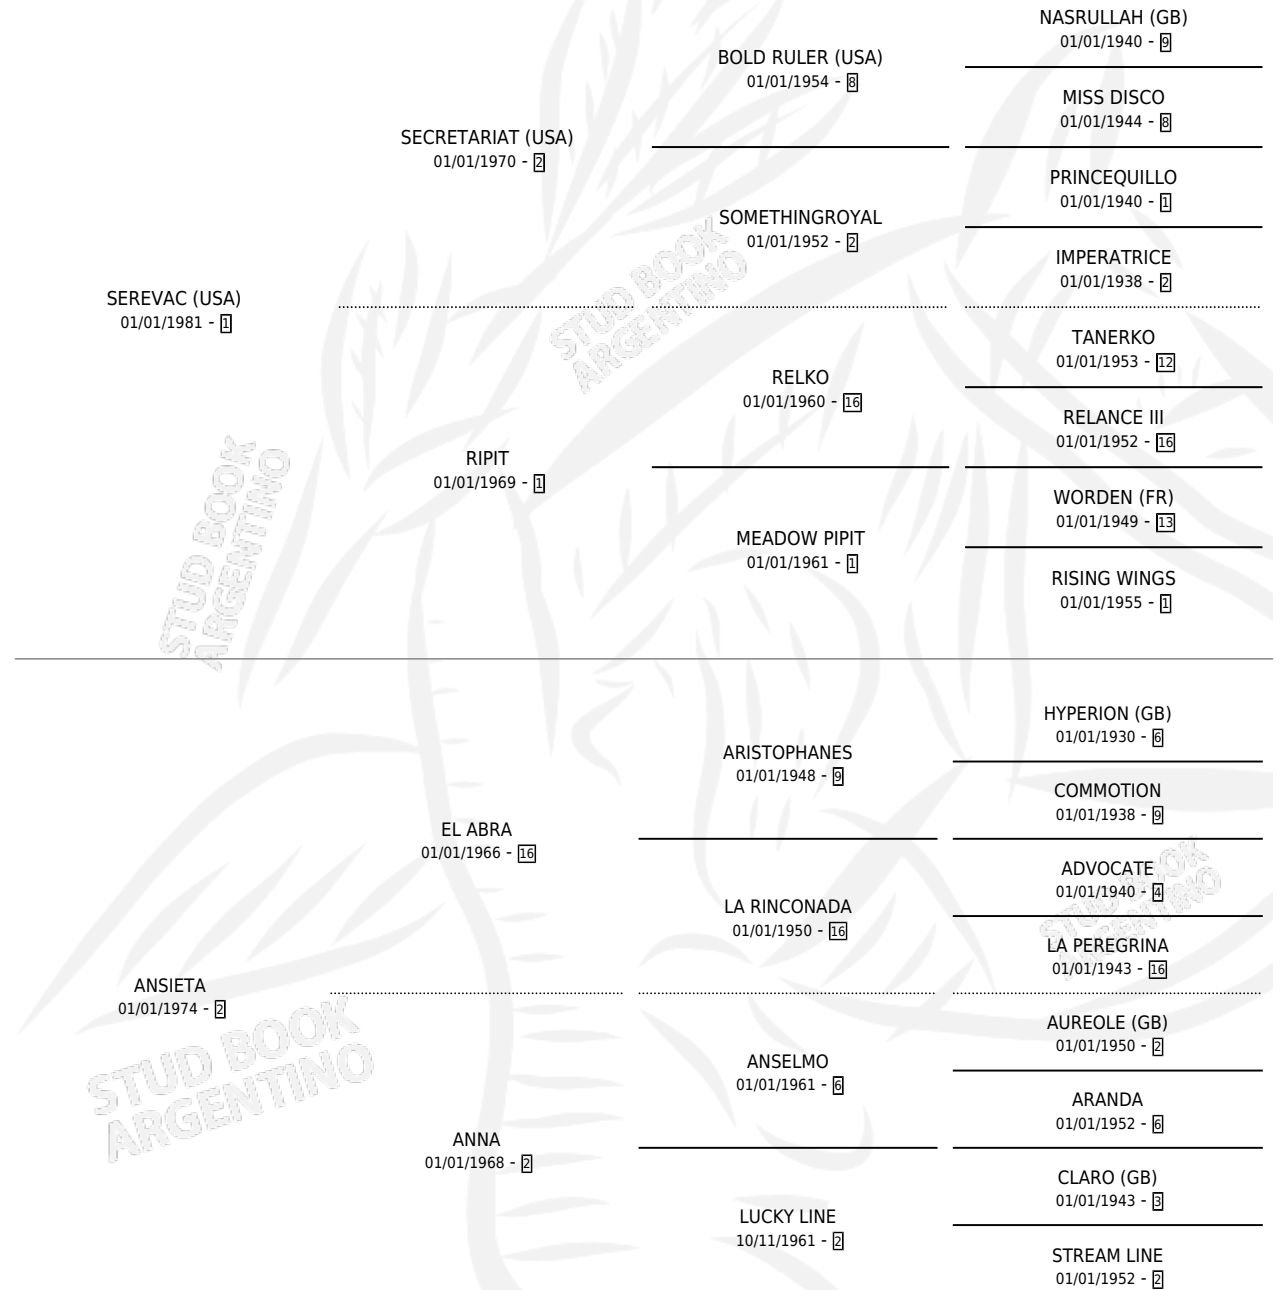 NASRULLAH (GB)
01/01/1940 - 9
BOLD RULER (USA)
01/01/1954 - 8
MISS DISCO
01/01/1944 - 8
SECRETARIAT (USA)
01/01/1970 - 2
PRINCEQUILLO
01/01/1940 - 1
SOMETHINGROYAL
01/01/1952 - 2
IMPERATRICE
01/01/1938 - 2
SEREVAC (USA)
01/01/1981 - 1
TANERKO
01/01/1953 - 12
RELKO
01/01/1960 - 16
RELANCE III
01/01/1952 - 16
RIPIT
01/01/1969 - 1
WORDEN (FR)
01/01/1949 - 13
MEADOW PIPIT
01/01/1961 - 1
RISING WINGS
01/01/1955 - 1
HYPERION (GB)
01/01/1930 - 6
ARISTOPHANES
01/01/1948 - 9
COMMOTION
01/01/1938 - 9
EL ABRA
01/01/1966 - 16
ADVOCATE
01/01/1940 - 4
LA RINCONADA
01/01/1950 - 16
LA PEREGRINA
01/01/1943 - 16
ANSIETA
01/01/1974 - 2
AUREOLE (GB)
01/01/1950 - 2
ANSELMO
01/01/1961 - 6
ARANDA
01/01/1952 - 6
ANNA
01/01/1968 - 2
CLARO (GB)
01/01/1943 - 3
LUCKY LINE
10/11/1961 - 2
STREAM LINE
01/01/1952 - 2
STUD BOOK
ARGENTINO
STUD BOOK
ARGENTINO
STUD BOOK
ARGENTINO
STUD BOOK
ARGENTINO